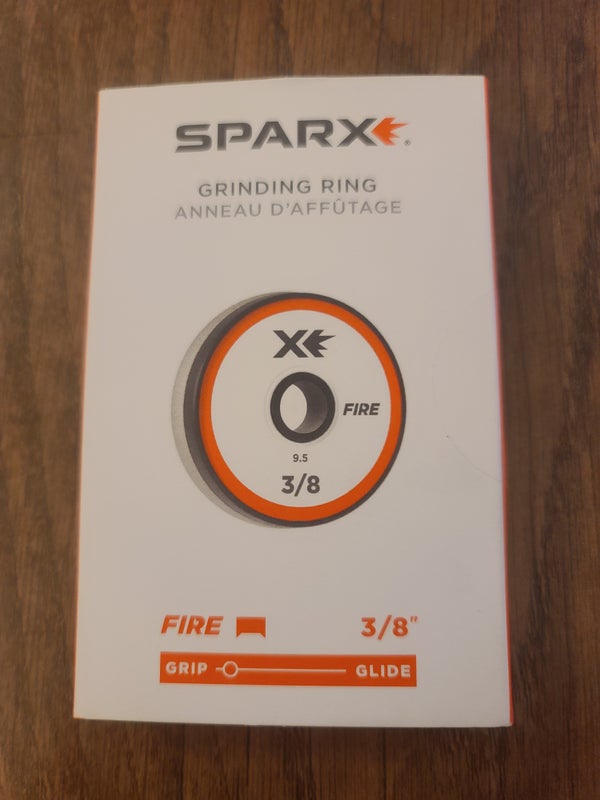 SPARX®
GRINDING RING
ANNEAU D'AFFÛTAGE
X
FIRE
9.5
3/8
FIRE 3/8"
GRIP GLIDE